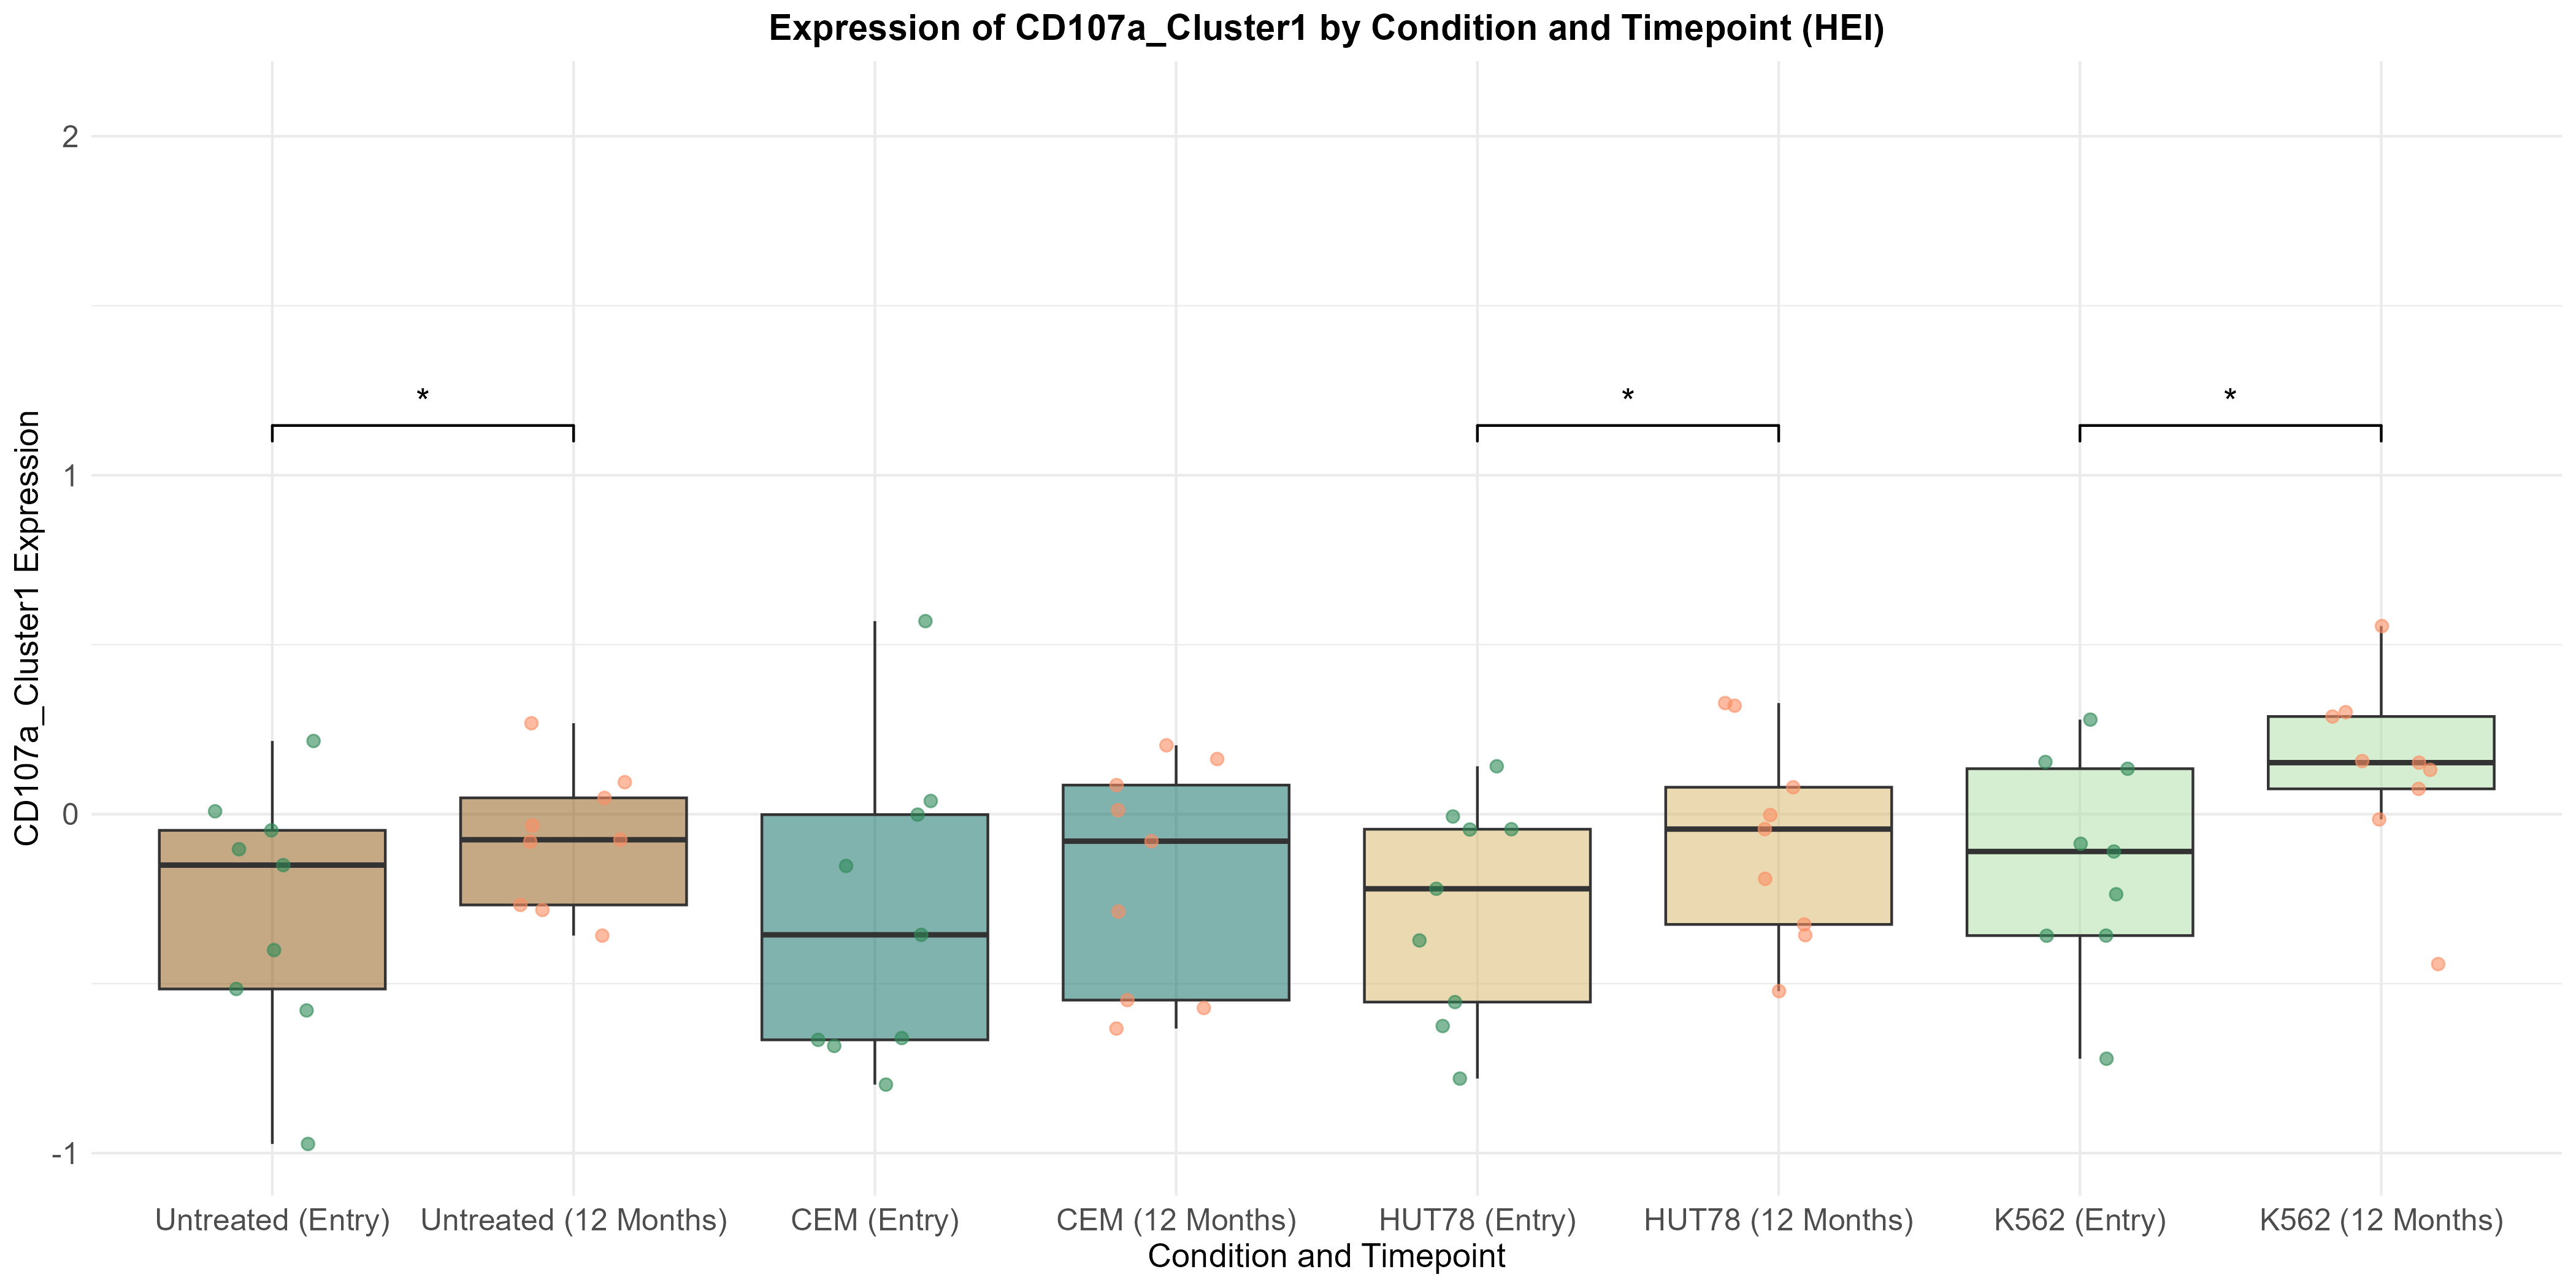 Expression of CD107a_Cluster1 by Condition and Timepoint (HEI)
CD107a_Cluster1 Expression
2
1
0
-1
*
*
*
Untreated (Entry)
Untreated (12 Months)
CEM (Entry)
CEM (12 Months)
HUT78 (Entry)
HUT78 (12 Months)
K562 (Entry)
K562 (12 Months)
Condition and Timepoint